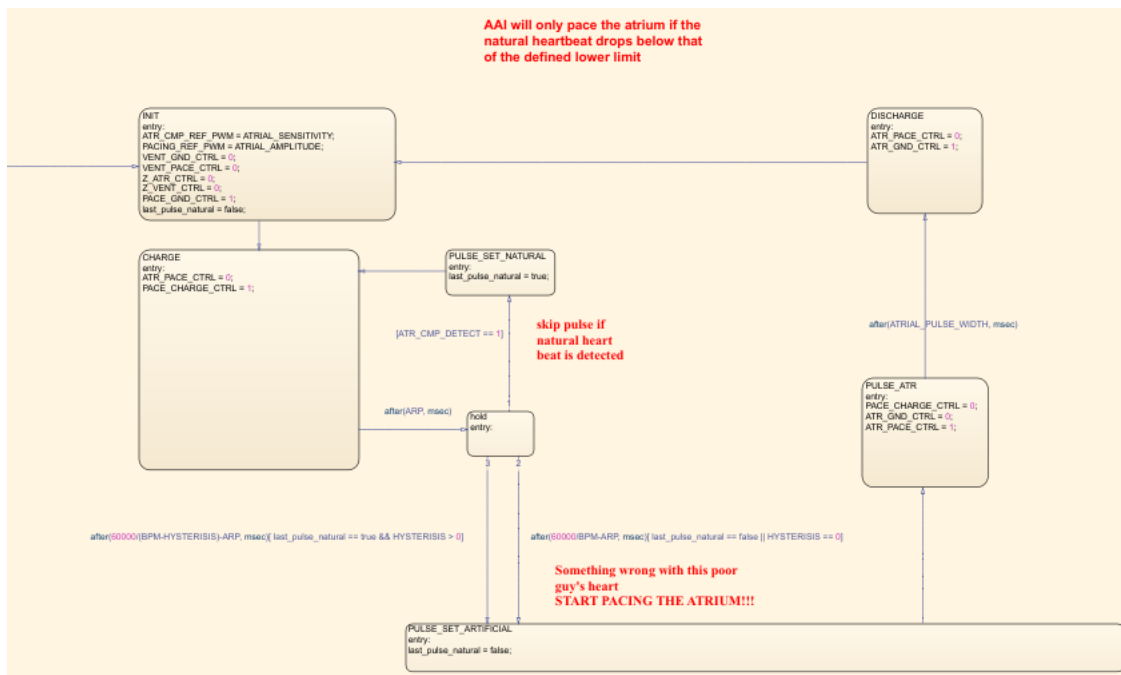 AAI will only pace the atrium if the
natural heartbeat drops below that
of the defined lower limit
INIT
entry:
ATR_CMP_REF_PWM = ATRIAL_SENSITIVITY;
PACING_REF_PWM = ATRIAL_AMPLITUDE;
VENT_GND_CTRL = 0;
VENT_PACE_CTRL = 0;
Z_ATR_CTRL = 0;
Z_VENT_CTRL = 0;
PACE_GND_CTRL = 1;
last_pulse_natural = false;
DISCHARGE
entry:
ATR_PACE_CTRL = 0;
ATR_GND_CTRL = 1;
CHARGE
entry:
ATR_PACE_CTRL = 0;
PACE_CHARGE_CTRL = 1;
PULSE_SET_NATURAL
entry:
last_pulse_natural = true;
[ATR_CMP_DETECT == 1]
skip pulse if
natural heart
beat is detected
after(ATRIAL_PULSE_WIDTH, msec)
after(ARP, msec)
hold
entry:
3
2
PULSE_ATR
entry:
PACE_CHARGE_CTRL = 0;
ATR_GND_CTRL = 0;
ATR_PACE_CTRL = 1;
after(60000/(BPM-HYSTERISIS)-ARP, msec)[ last_pulse_natural == true && HYSTERISIS > 0]
after(60000/BPM-ARP, msec)[ last_pulse_natural == false || HYSTERISIS == 0]
Something wrong with this poor
guy's heart
START PACING THE ATRIUM!!!
PULSE_SET_ARTIFICIAL
entry:
last_pulse_natural = false;